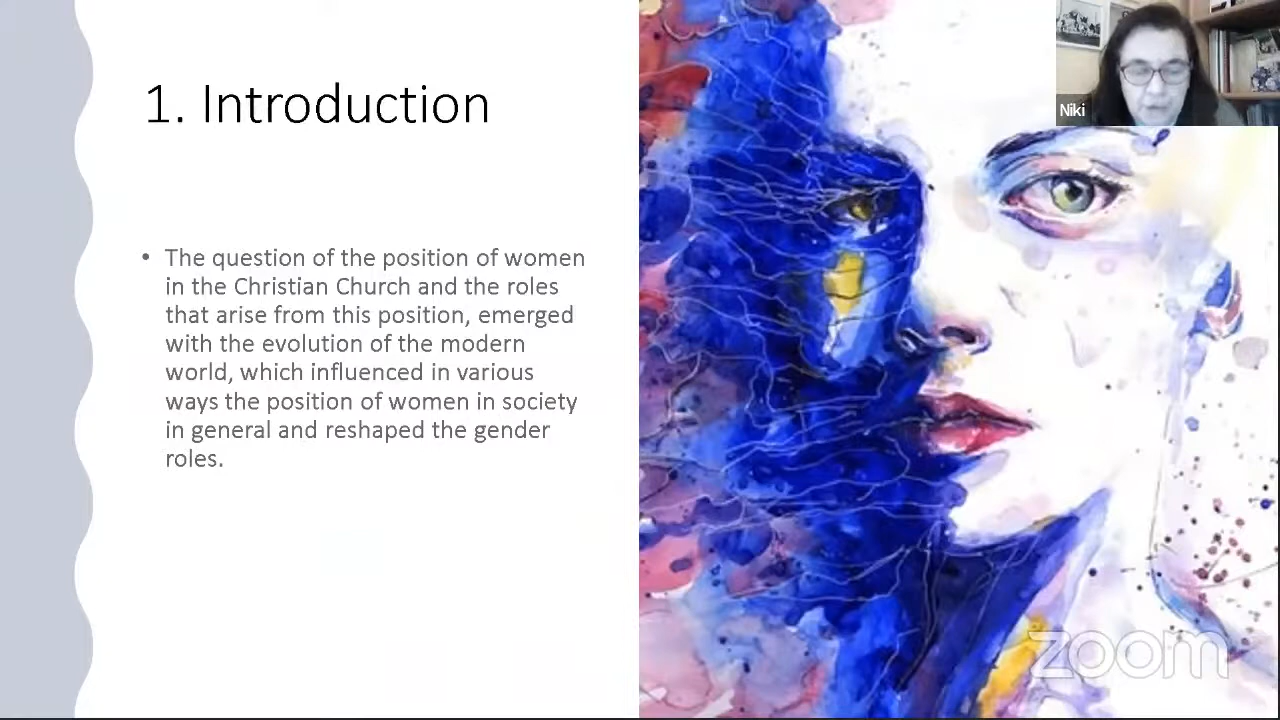 1. Introduction
• The question of the position of women
in the Christian Church and the roles
that arise from this position, emerged
with the evolution of the modern
world, which influenced in various
ways the position of women in society
in general and reshaped the gender
roles.
Niki
zoom